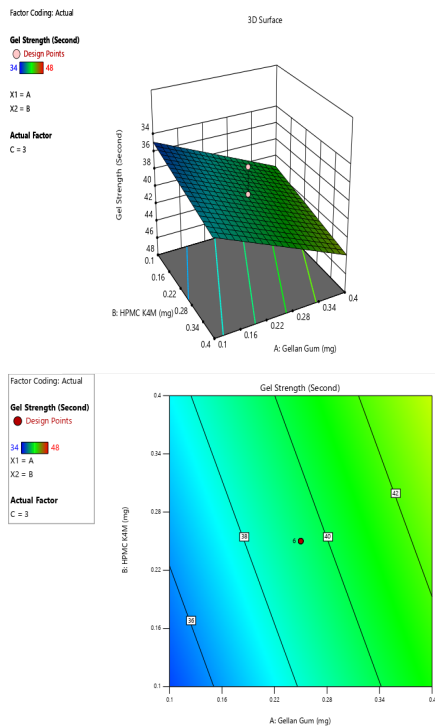 Factor Coding: Actual
3D Surface
Gel Strength (Second)
Design Points
34 48
X1 = A
X2 = B
Actual Factor
C = 3
Gel Strength (Second)
34
36
38
40
42
44
46
48
0.1
0.16
0.22
0.28
0.34
0.4
B: HPMC K4M (mg)
0.1
0.16
0.22
0.28
0.34
0.4
A: Gellan Gum (mg)
Factor Coding: Actual
Gel Strength (Second)
Gel Strength (Second)
Design Points
34 48
X1 = A
X2 = B
Actual Factor
C = 3
B: HPMC K4M (mg)
0.4
0.34
0.28
0.22
0.16
0.1
36
38
40
42
6
0.1
0.16
0.22
0.28
0.34
0.4
A: Gellan Gum (mg)